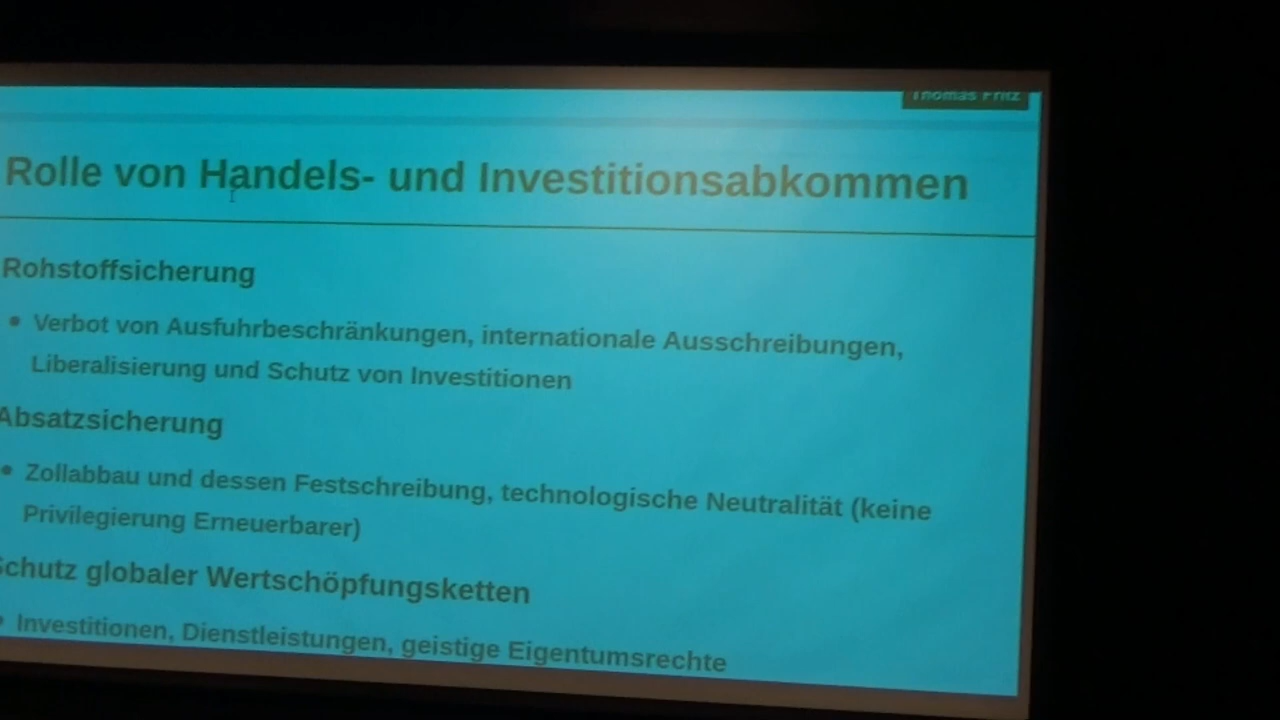 Thomas Fritz
Rolle von Handels- und Investitionsabkommen
Rohstoffsicherung
• Verbot von Ausfuhrbeschränkungen, internationale Ausschreibungen,
Liberalisierung und Schutz von Investitionen
Absatzsicherung
• Zollabbau und dessen Festschreibung, technologische Neutralität (keine
Privilegierung Erneuerbarer)
Schutz globaler Wertschöpfungsketten
• Investitionen, Dienstleistungen, geistige Eigentumsrechte